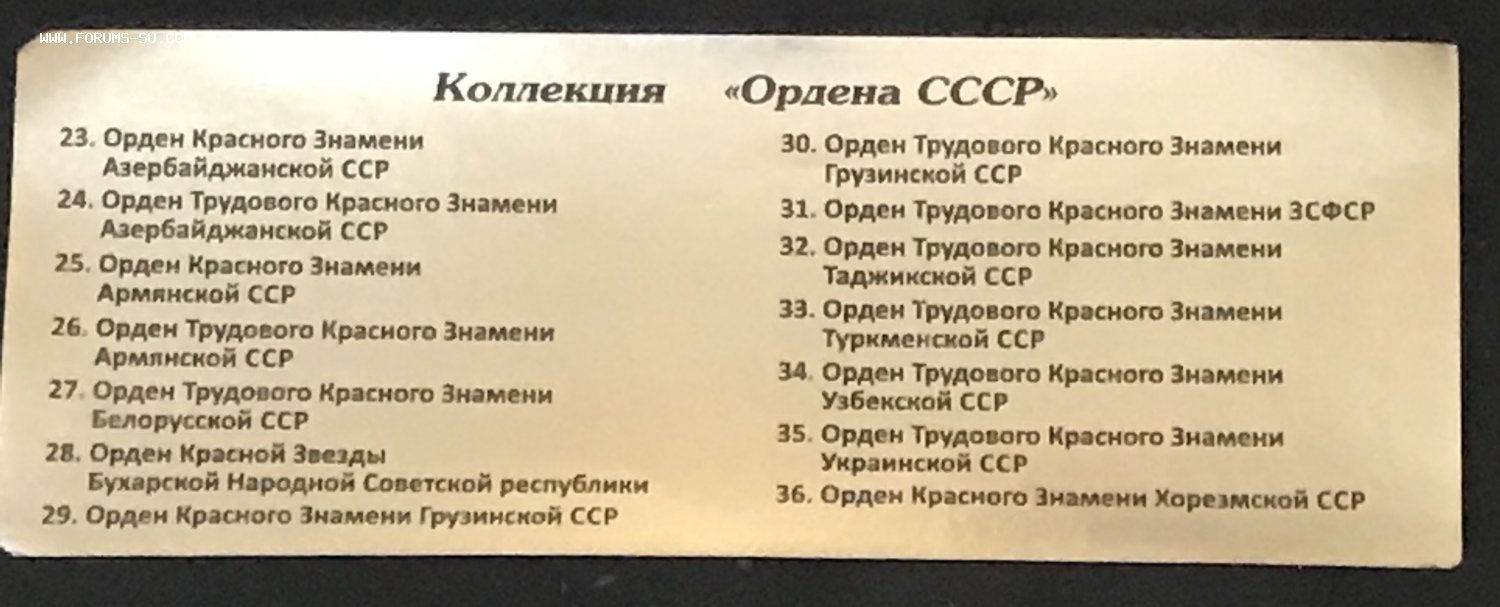 WWW.FORUMS-SU.CO
Коллекция «Ордена СССР»
23. Орден Красного Знамени
Азербайджанской ССР
24. Орден Трудового Красного Знамени
Азербайджанской ССР
25. Орден Красного Знамени
Армянской ССР
26. Орден Трудового Красного Знамени
Армянской ССР
27. Орден Трудового Красного Знамени
Белорусской ССР
28. Орден Красной Звезды
Бухарской Народной Советской республики
29. Орден Красного Знамени Грузинской ССР
30. Орден Трудового Красного Знамени
Грузинской ССР
31. Орден Трудового Красного Знамени ЗСФСР
32. Орден Трудового Красного Знамени
Таджикской ССР
33. Орден Трудового Красного Знамени
Туркменской ССР
34. Орден Трудового Красного Знамени
Узбекской ССР
35. Орден Трудового Красного Знамени
Украинской ССР
36. Орден Красного Знамени Хорезмской ССР